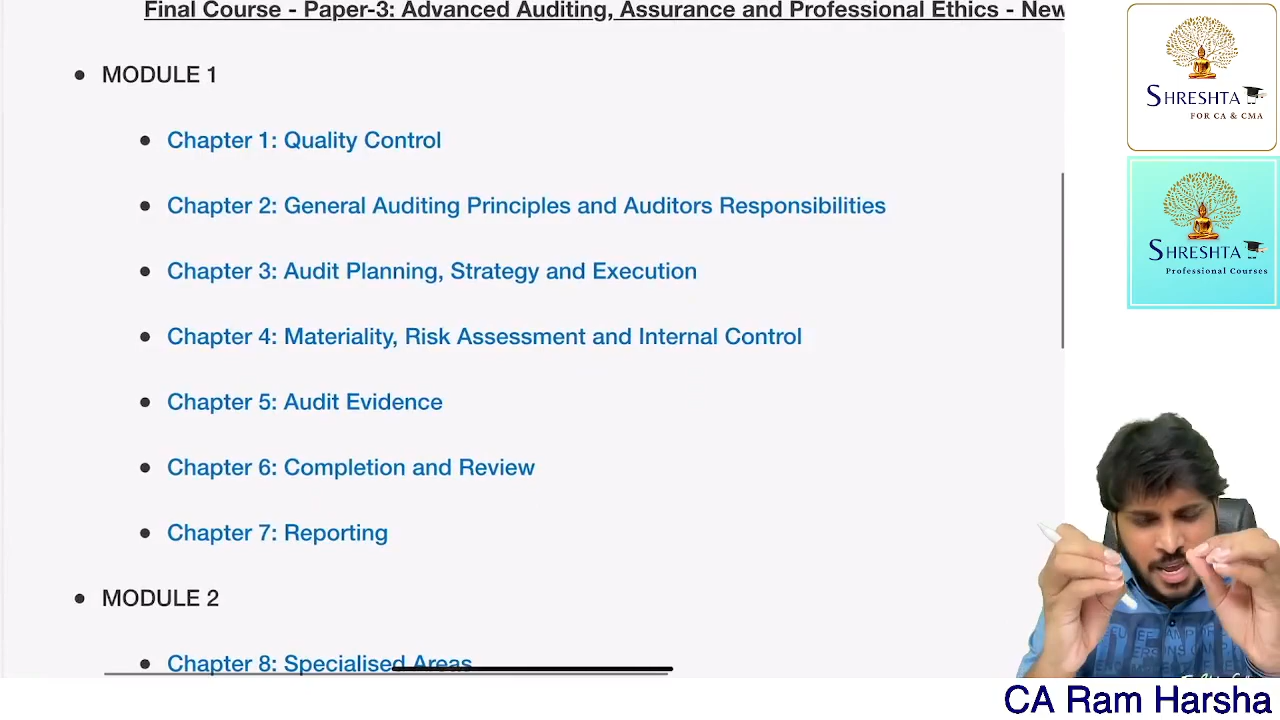 Final Course - Paper-3: Advanced Auditing, Assurance and Professional Ethics - New
MODULE 1
Chapter 1: Quality Control
Chapter 2: General Auditing Principles and Auditors Responsibilities
Chapter 3: Audit Planning, Strategy and Execution
Chapter 4: Materiality, Risk Assessment and Internal Control
Chapter 5: Audit Evidence
Chapter 6: Completion and Review
Chapter 7: Reporting
MODULE 2
Chapter 8: Specialised Areas
SHRESHTA
FOR CA & CMA
SHRESHTA
Professional Courses
CA Ram Harsha